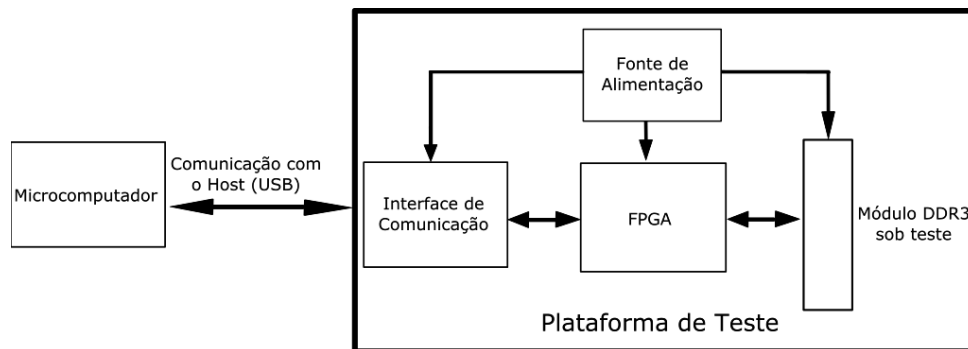 Fonte de
Alimentação
Microcomputador
Comunicação com
o Host (USB)
Interface de
Comunicação
FPGA
Módulo DDR3
sob teste
Plataforma de Teste